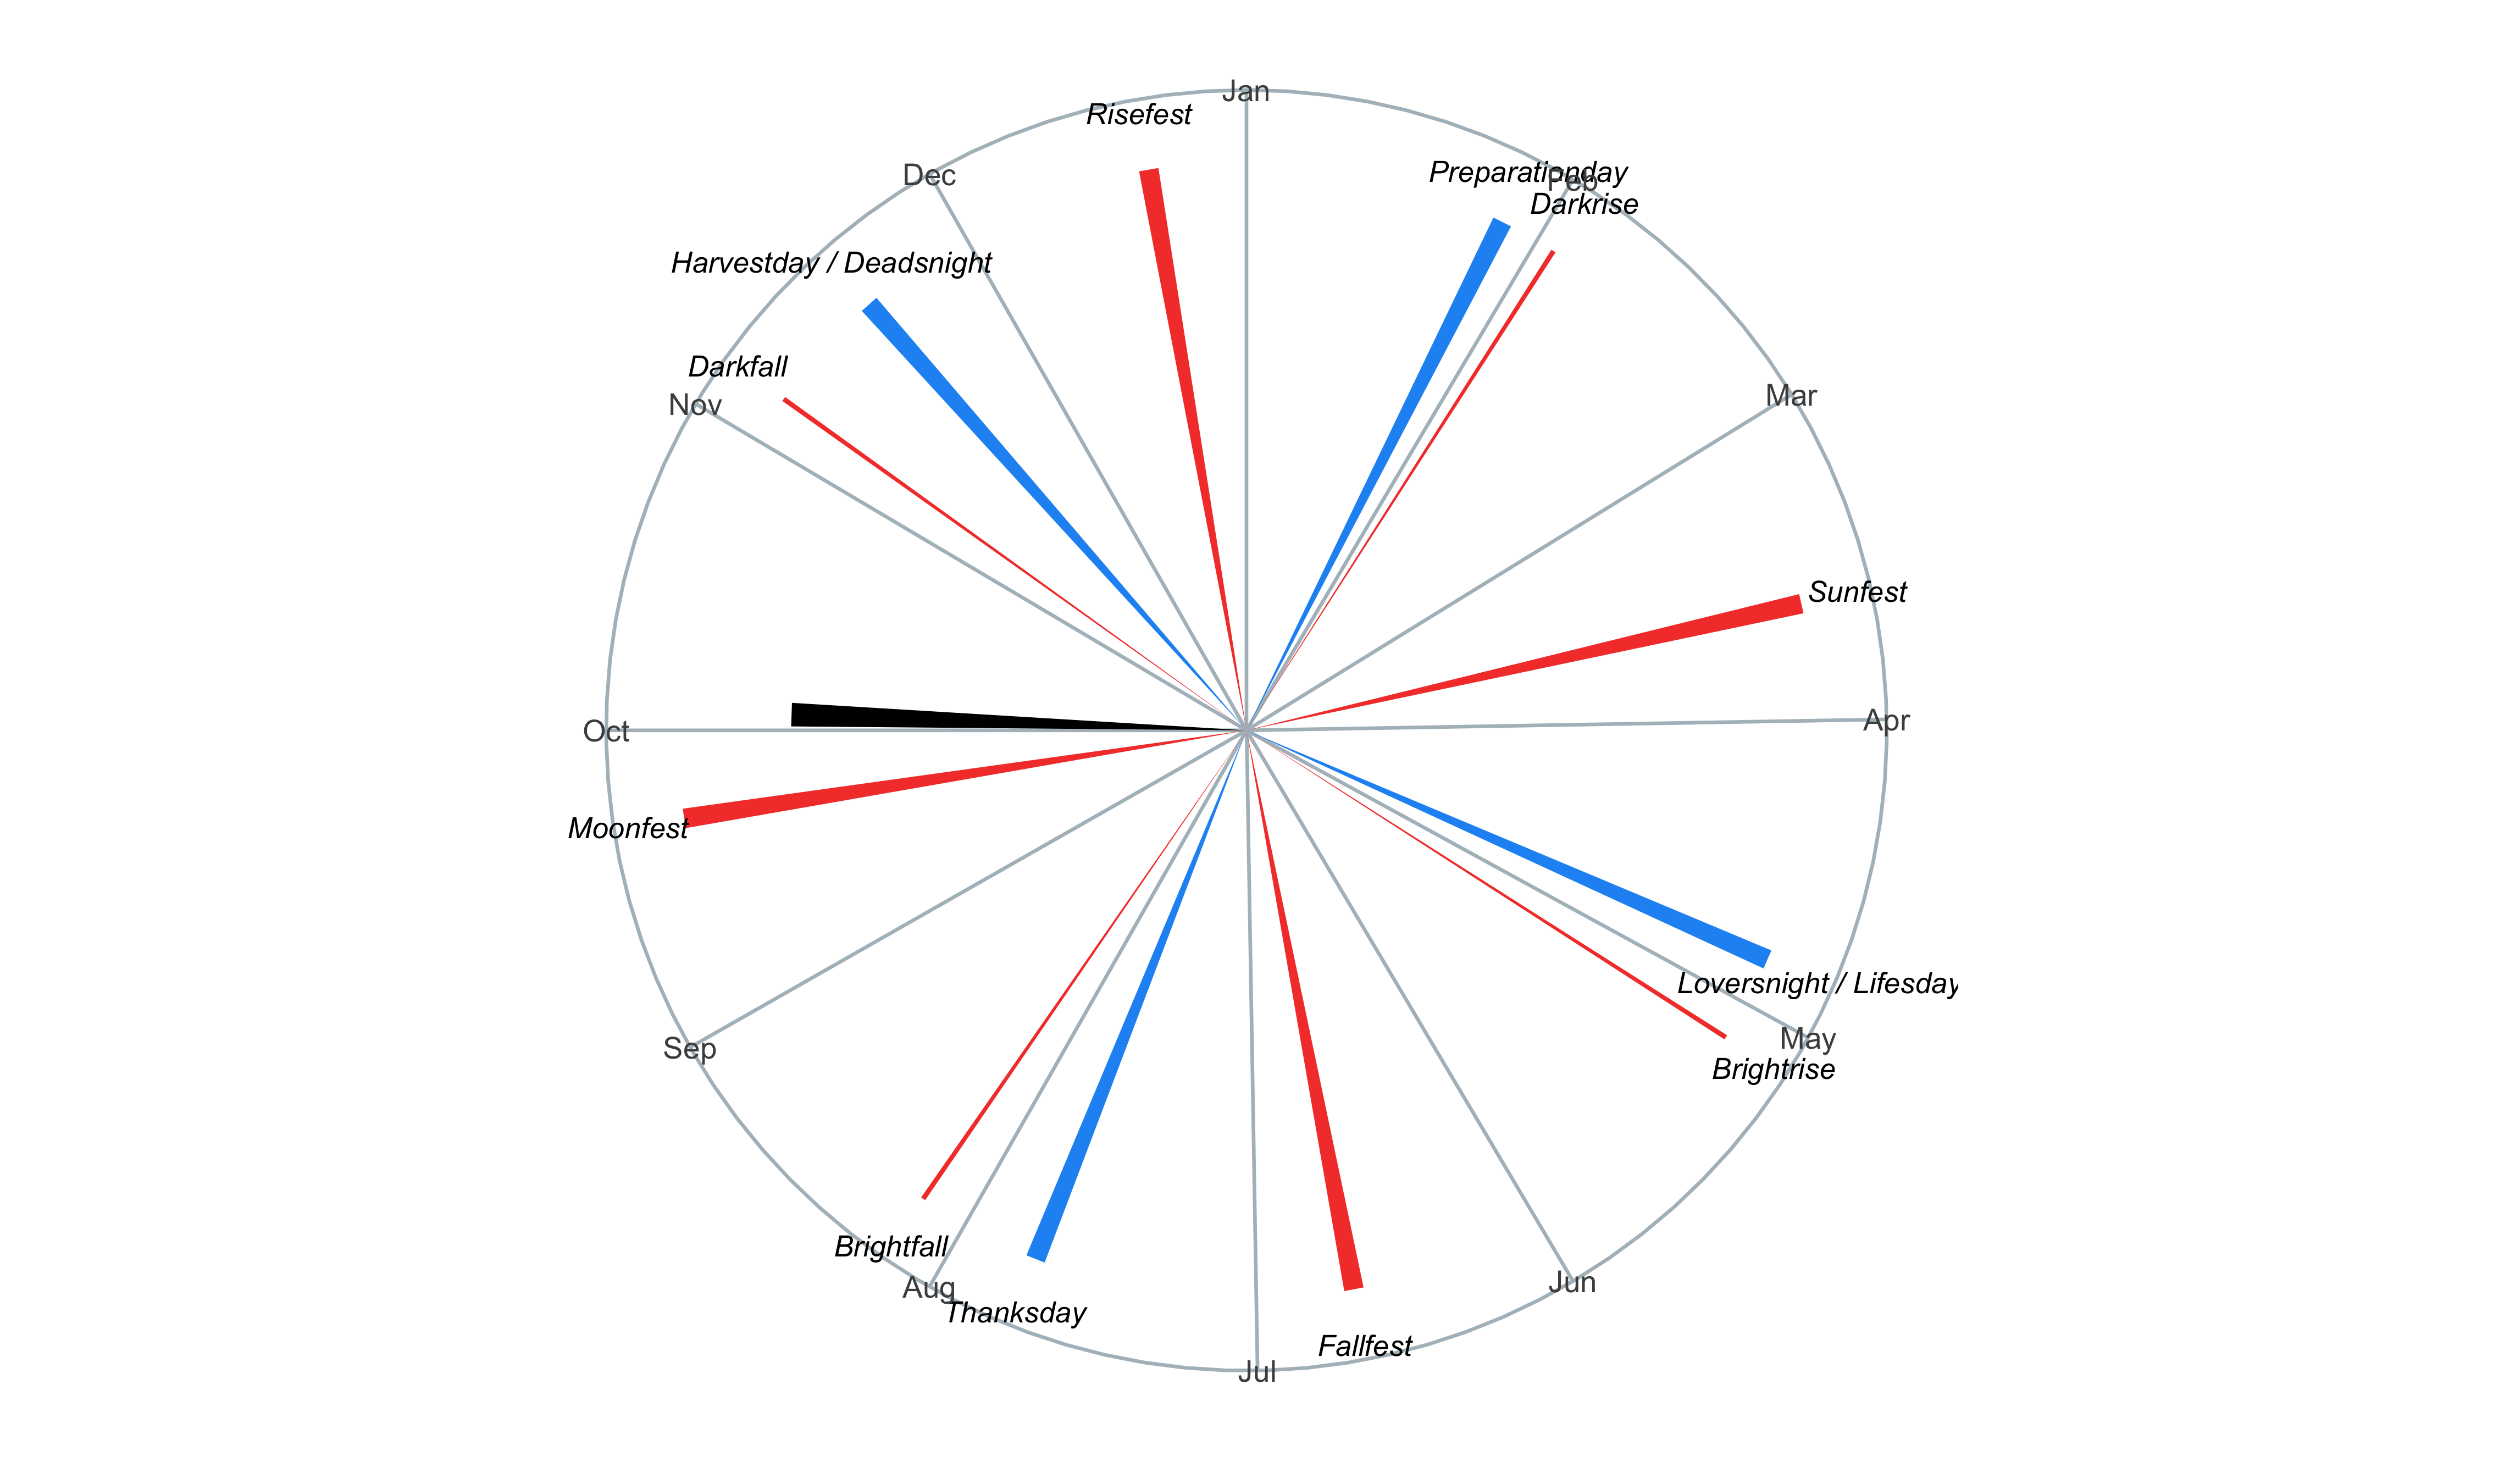 Jan
Risefest
Preparationday
Dec
Feb
Darkrise
Harvestday / Deadsnight
Darkfall
Mar
Nov
Sunfest
Apr
Oct
Moonfest
Loversnight / Lifesday
May
Sep
Brightrise
Brightfall
Jun
Aug
Thanksday
Fallfest
Jul